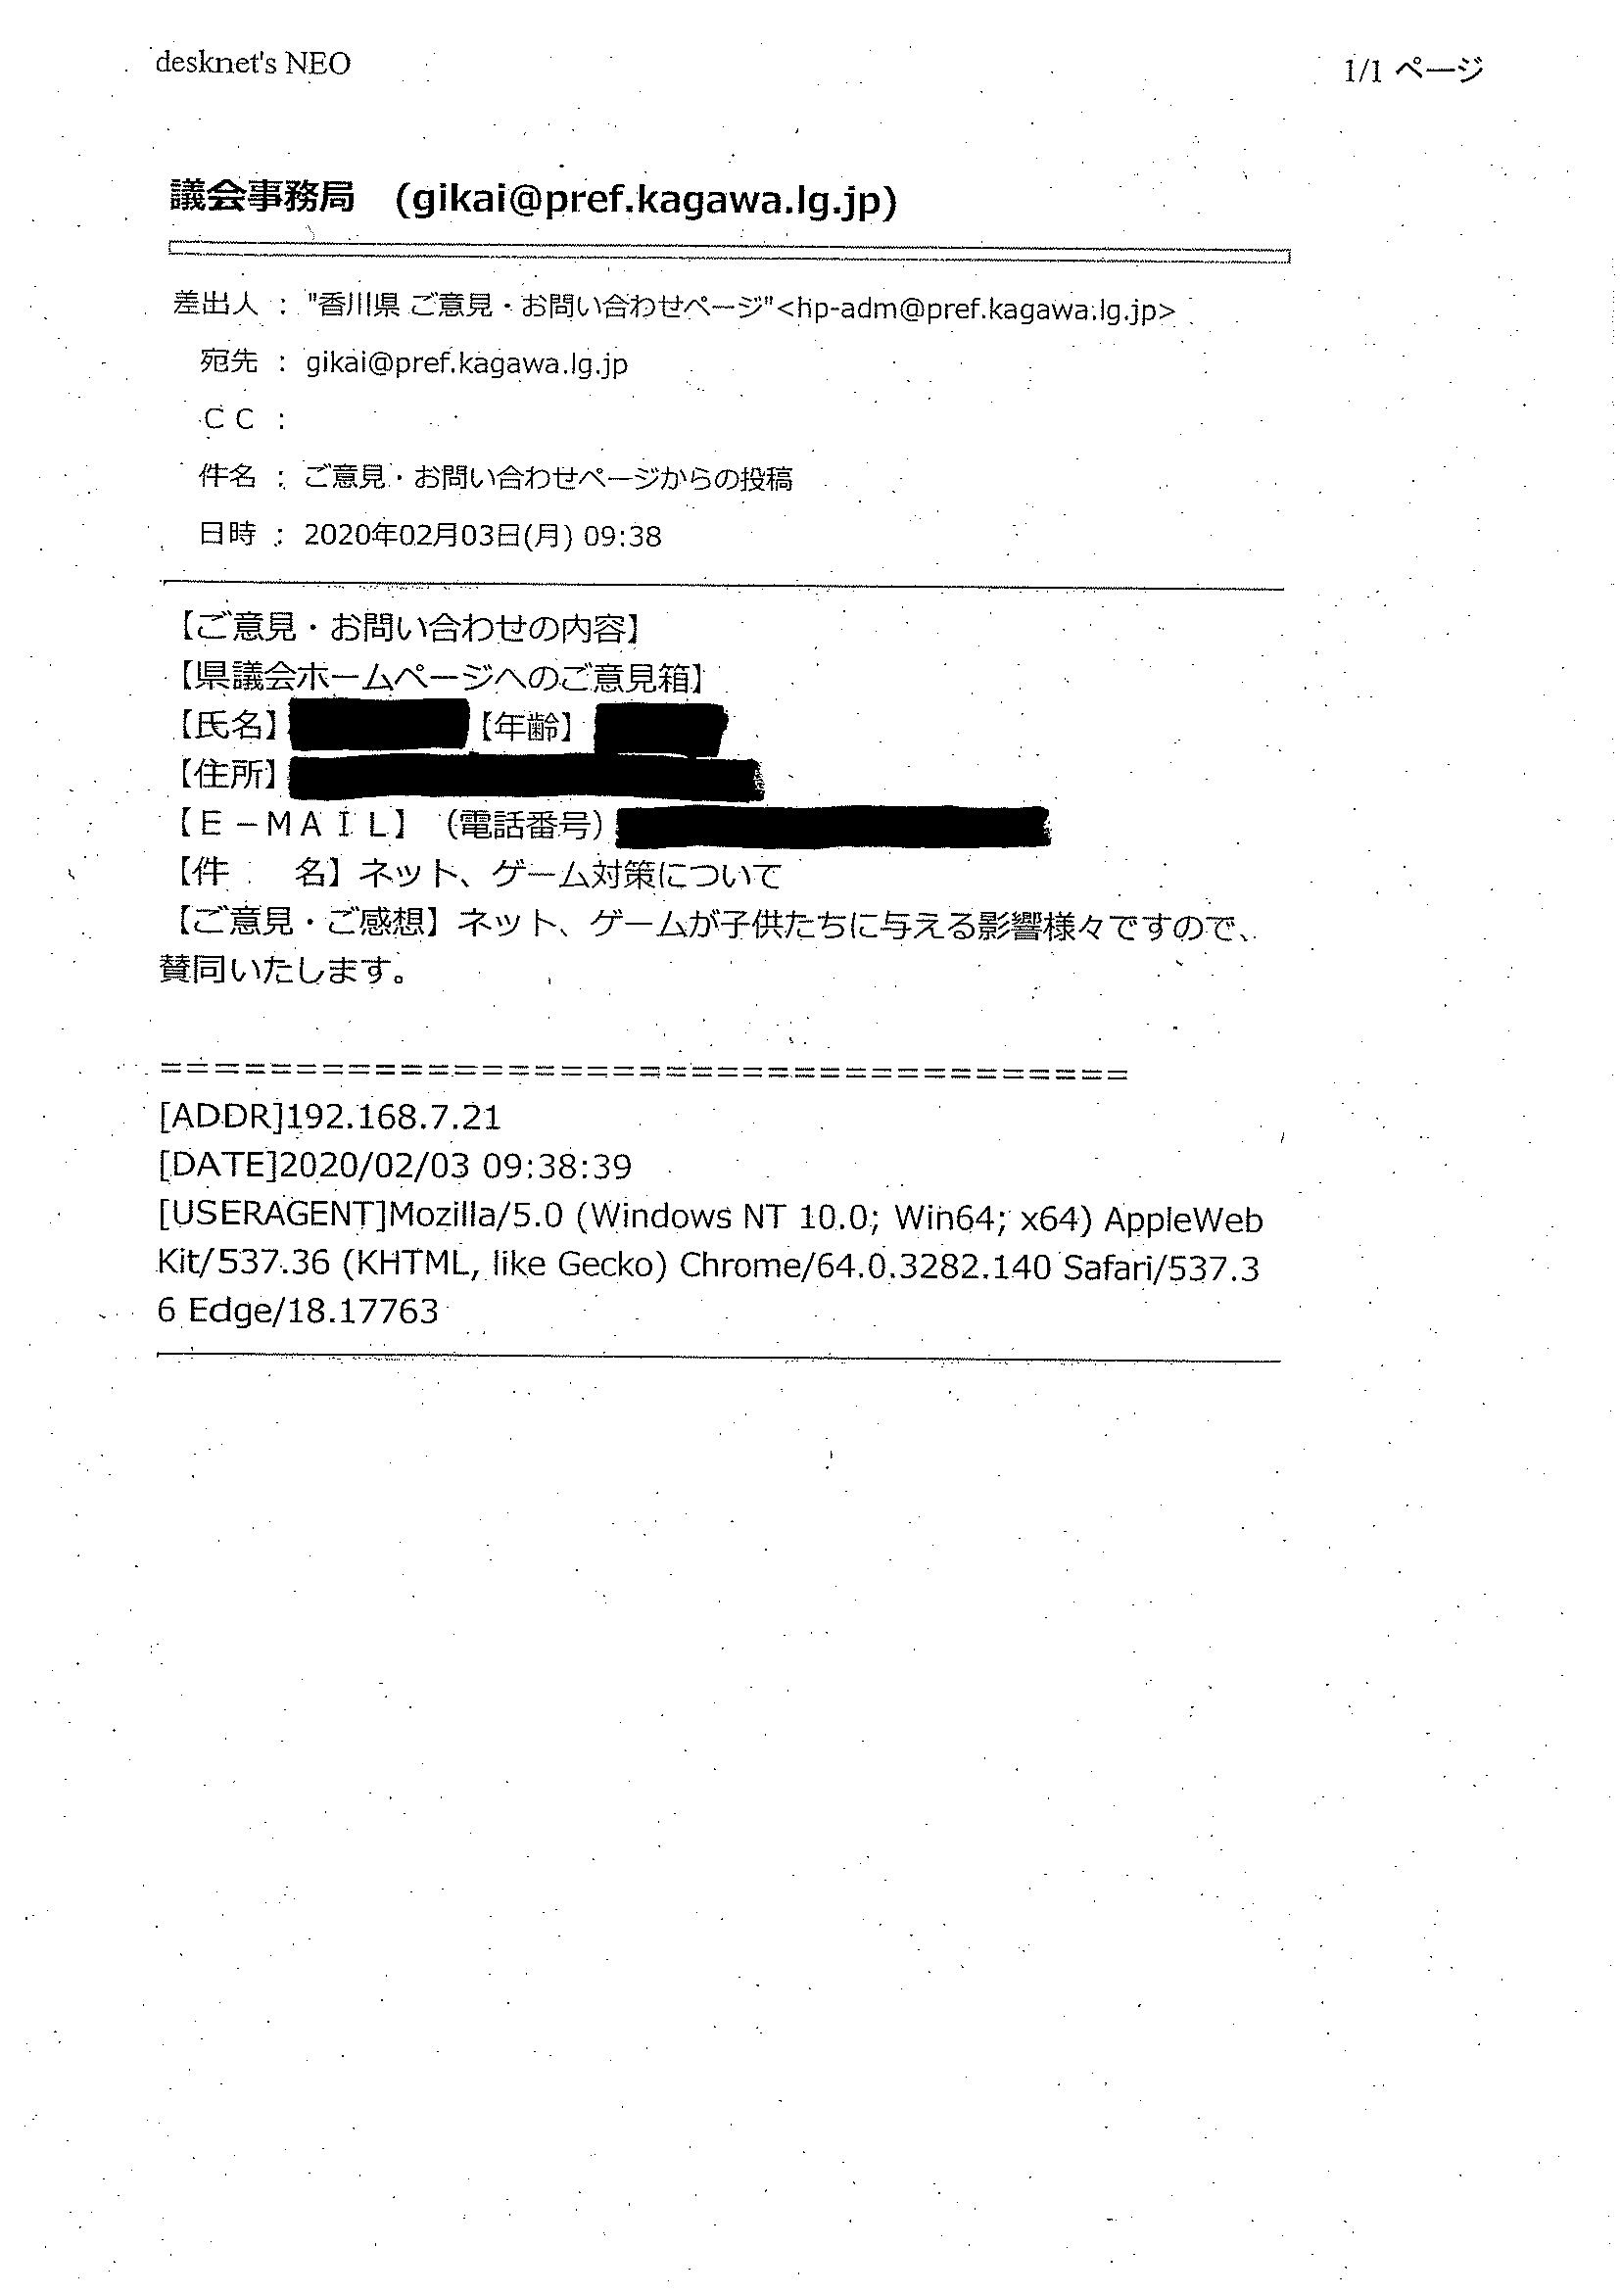 desknet's NEO
1/1 ページ
議会事務局 (gikai@pref.kagawa.lg.jp)
差出人 : "香川県 ご意見・お問い合わせページ"<hp-adm@pref.kagawa.lg.jp>
宛先 : gikai@pref.kagawa.lg.jp
ＣＣ :
件名 : ご意見・お問い合わせページからの投稿
日時 : 2020年02月03日(月) 09:38
【ご意見・お問い合わせの内容】
【県議会ホームページへのご意見箱】
【氏名】 【年齢】
【住所】
【Ｅ－ＭＡＩＬ】（電話番号）
【件　　名】ネット、ゲーム対策について
【ご意見・ご感想】ネット、ゲームが子供たちに与える影響様々ですので、
賛同いたします。
=====================================
[ADDR]192.168.7.21
[DATE]2020/02/03 09:38:39
[USERAGENT]Mozilla/5.0 (Windows NT 10.0; Win64; x64) AppleWeb
Kit/537.36 (KHTML, like Gecko) Chrome/64.0.3282.140 Safari/537.3
6 Edge/18.17763